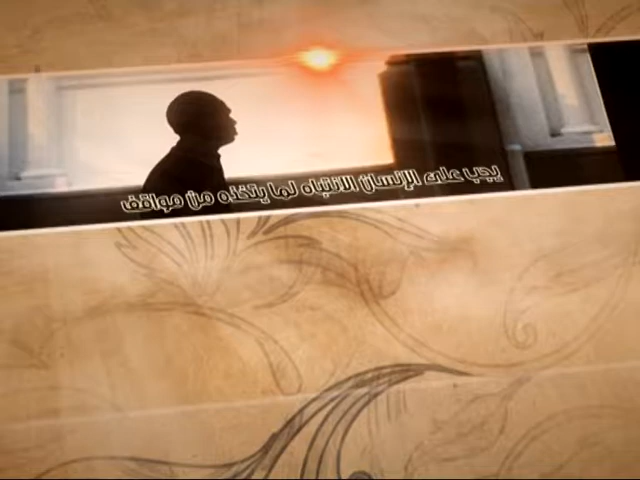 يجب على الإنسان الانتباه لما يتخذه من مواقف